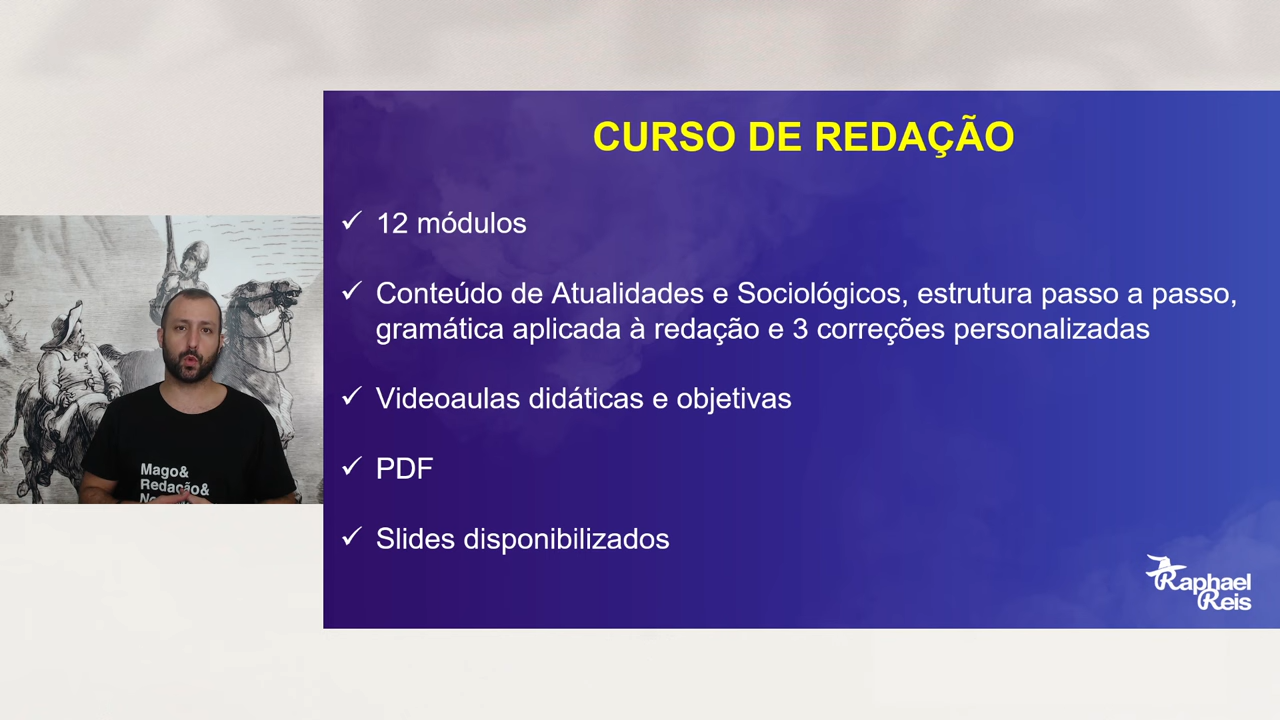 CURSO DE REDAÇÃO
✓ 12 módulos
✓ Conteúdo de Atualidades e Sociológicos, estrutura passo a passo,
gramática aplicada à redação e 3 correções personalizadas
✓ Videoaulas didáticas e objetivas
✓ PDF
✓ Slides disponibilizados
Mago&
Redação&
Raphael
Reis